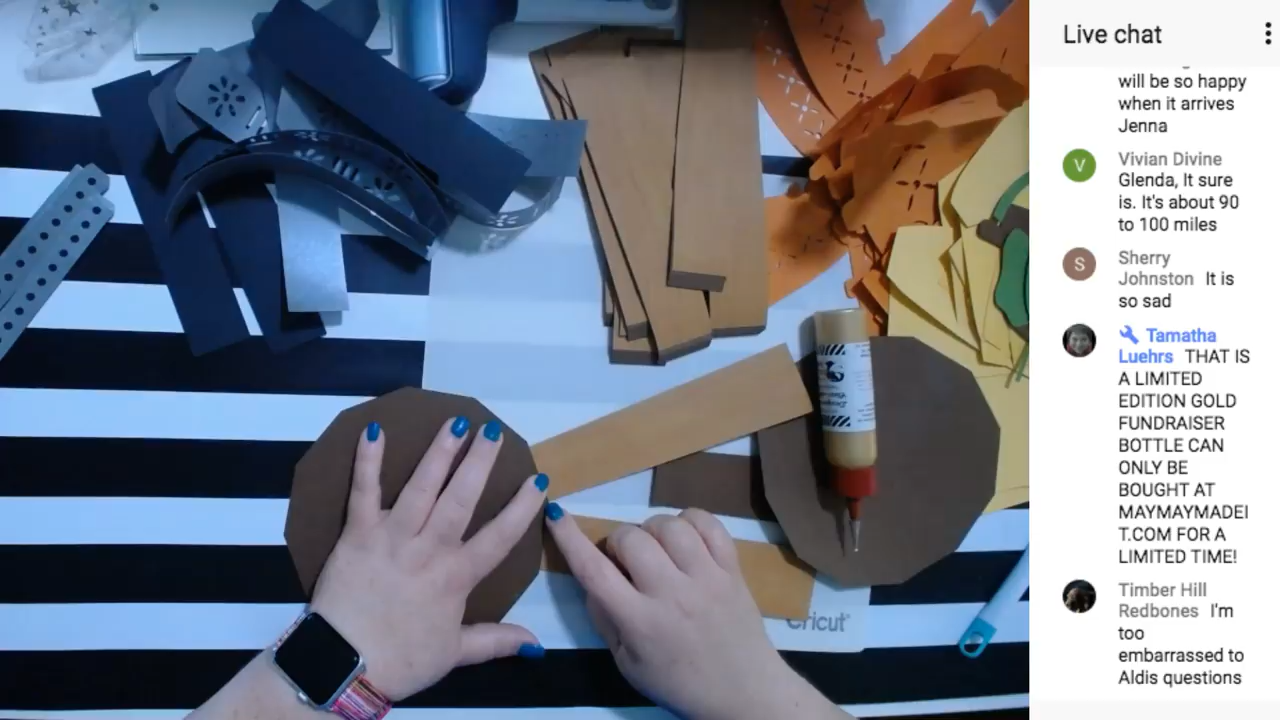 Live chat
will be so happy
when it arrives
Jenna
V
Vivian Divine
Glenda, It sure
is. It's about 90
to 100 miles
S
Sherry
Johnston It is
so sad
Tamatha
Luehrs THAT IS
A LIMITED
EDITION GOLD
FUNDRAISER
BOTTLE CAN
ONLY BE
BOUGHT AT
MAYMAYMADEI
T.COM FOR A
LIMITED TIME!
Timber Hill
Redbones I'm
too
embarrassed to
Aldis questions
Cricut